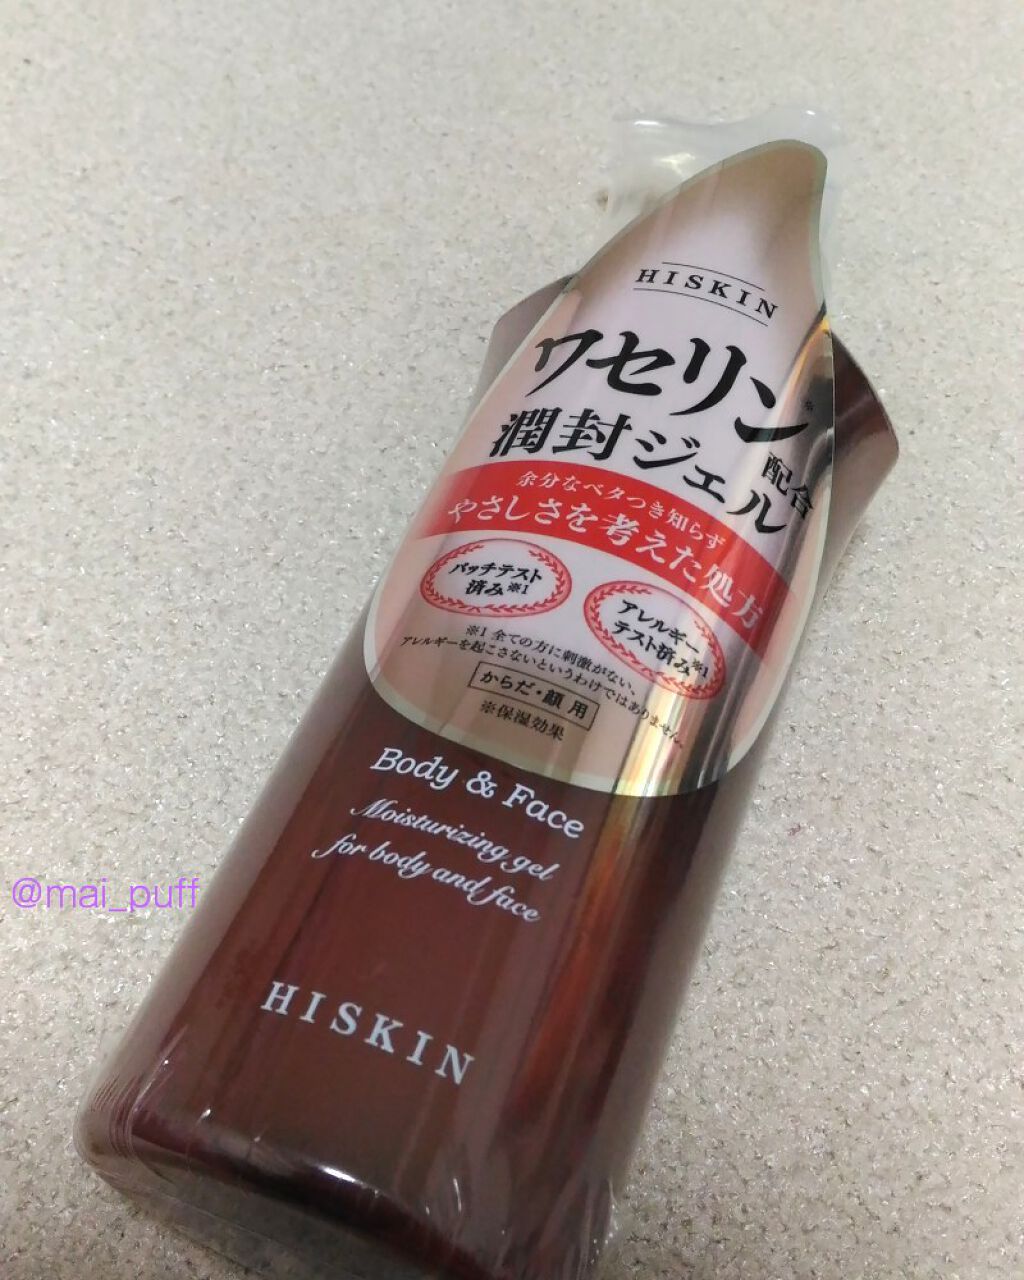 HISKIN
ワセリン※
配合
潤封ジェル
余分なベタつき知らず
やさしさを考えた処方
パッチテスト
済み※1
アレルギー
テスト済み※1
※1 全ての方に刺激がない、
アレルギーを起こさないというわけではありません。
からだ・顔 用
※保湿効果
Body & Face
Moisturizing gel
for body and face
HISKIN
@mai_puff